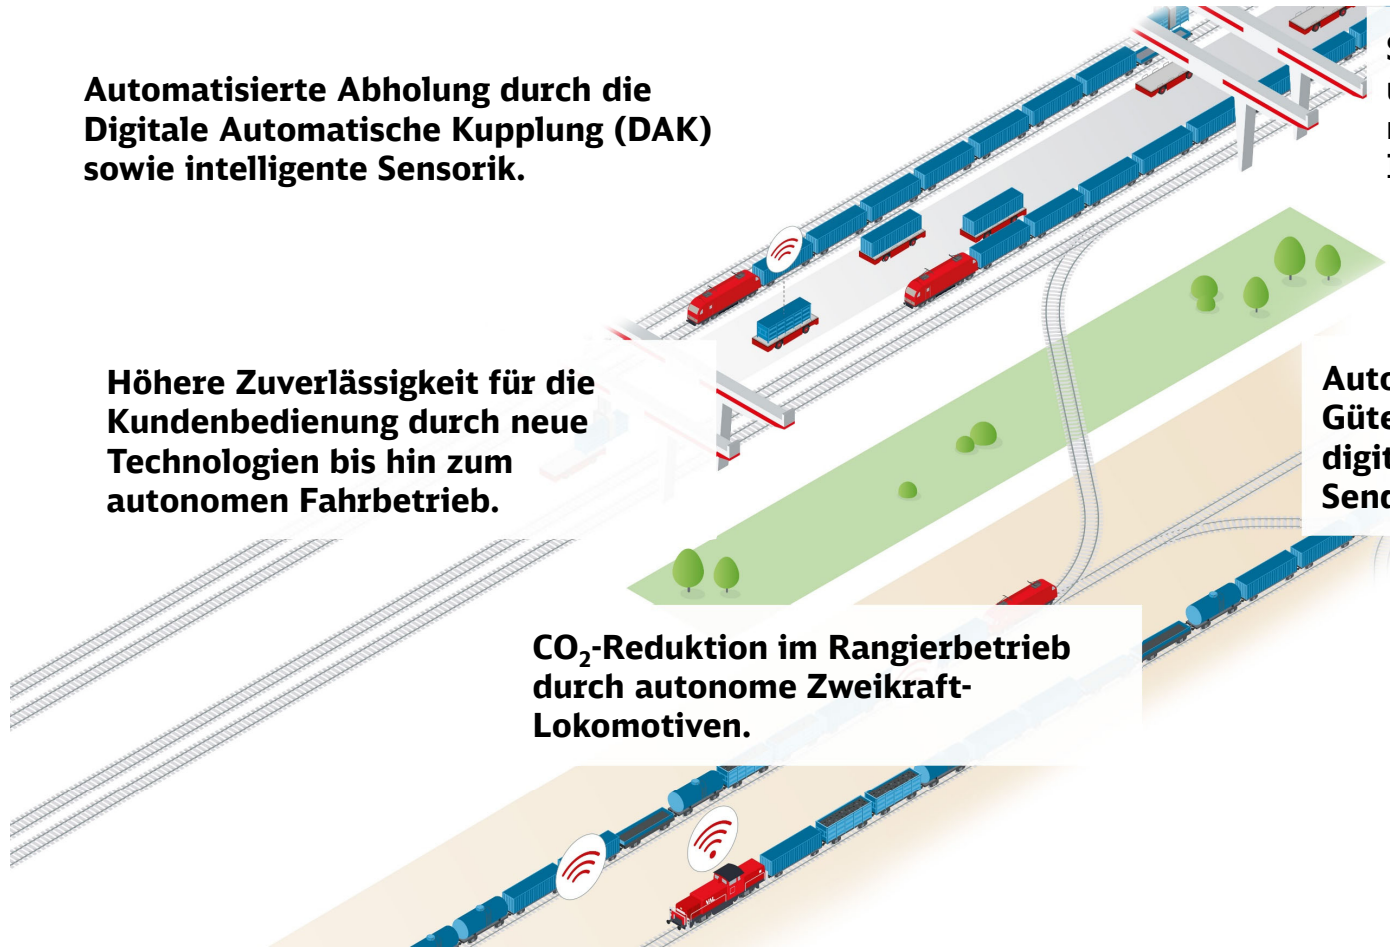 Automatisierte Abholung durch die
Digitale Automatische Kupplung (DAK)
sowie intelligente Sensorik.
Höhere Zuverlässigkeit für die
Kundenbedienung durch neue
Technologien bis hin zum
autonomen Fahrbetrieb.
CO₂-Reduktion im Rangierbetrieb
durch autonome Zweikraft-
Lokomotiven.